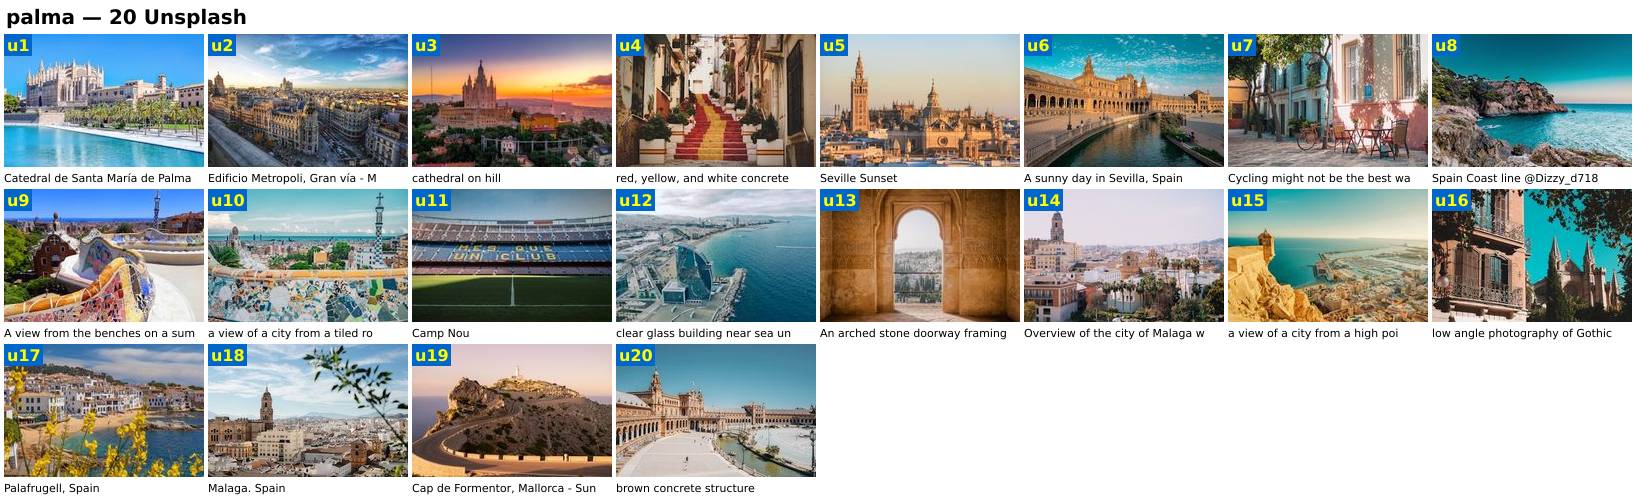 palma — 20 Unsplash
u1
u2
u3
u4
u5
u6
u7
u8
Catedral de Santa María de Palma
Edificio Metropoli, Gran vía - M
cathedral on hill
red, yellow, and white concrete
Seville Sunset
A sunny day in Sevilla, Spain
Cycling might not be the best wa
Spain Coast line @Dizzy_d718
u9
u10
u11
MES QUE
UN CLUB
u12
u13
u14
u15
u16
A view from the benches on a sum
a view of a city from a tiled ro
Camp Nou
clear glass building near sea un
An arched stone doorway framing
Overview of the city of Malaga w
a view of a city from a high poi
low angle photography of Gothic
u17
u18
u19
u20
Palafrugell, Spain
Malaga. Spain
Cap de Formentor, Mallorca - Sun
brown concrete structure